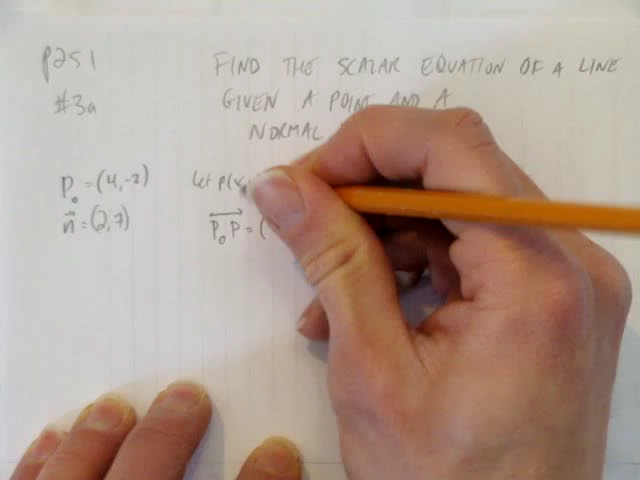 p251
#3a
FIND THE SCALAR EQUATION OF A LINE
GIVEN A POINT AND A
NORMAL
P₀ = (4,-2)
n⃗ = (2,7)
Let P(x,
P₀P = (